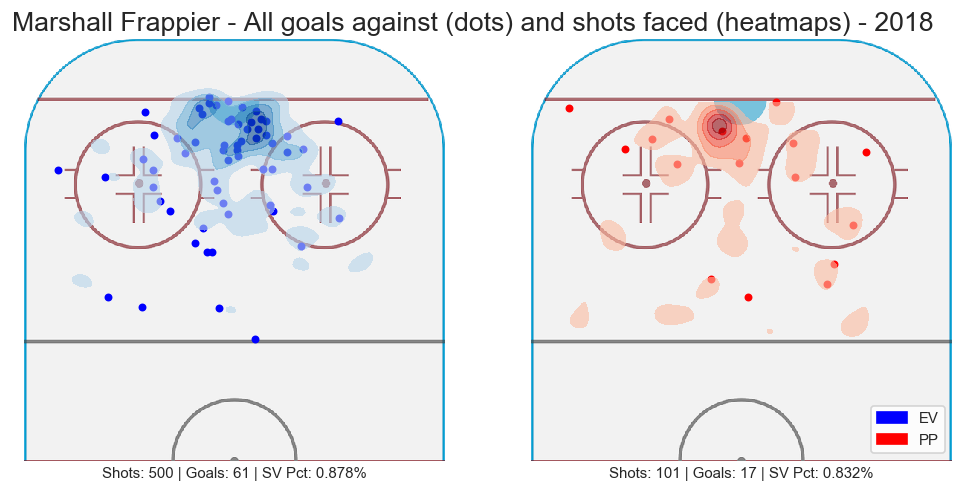 Marshall Frappier - All goals against (dots) and shots faced (heatmaps) - 2018
EV
PP
Shots: 500 | Goals: 61 | SV Pct: 0.878%
Shots: 101 | Goals: 17 | SV Pct: 0.832%